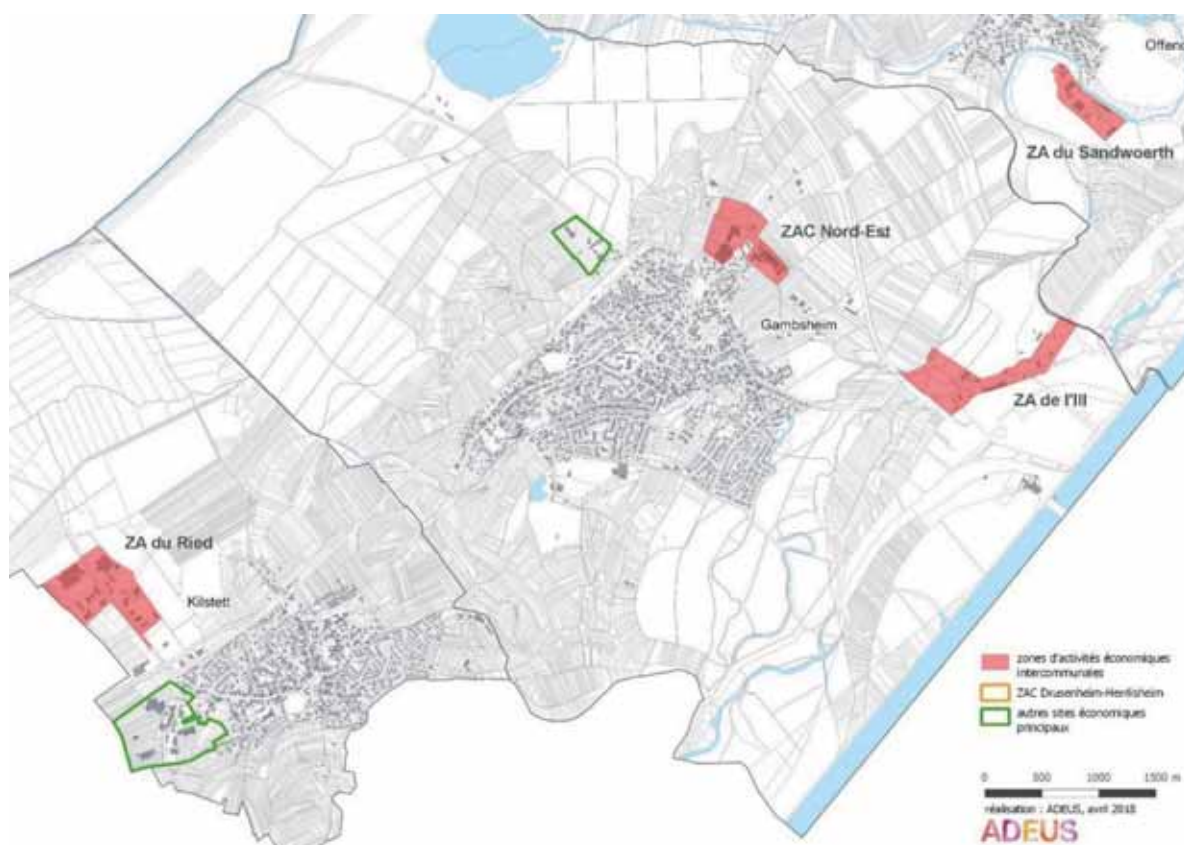 Offend
ZA du Sandwoerth
ZAC Nord-Est
Gambsheim
ZA de l'Ill
ZA du Ried
Kilstett
zones d'activités économiques
intercommunales
ZAC Drusenheim-Herrlisheim
autres sites économiques
principaux
0 500 1000 1500 m
réalisation : ADEUS, avril 2018
ADEUS